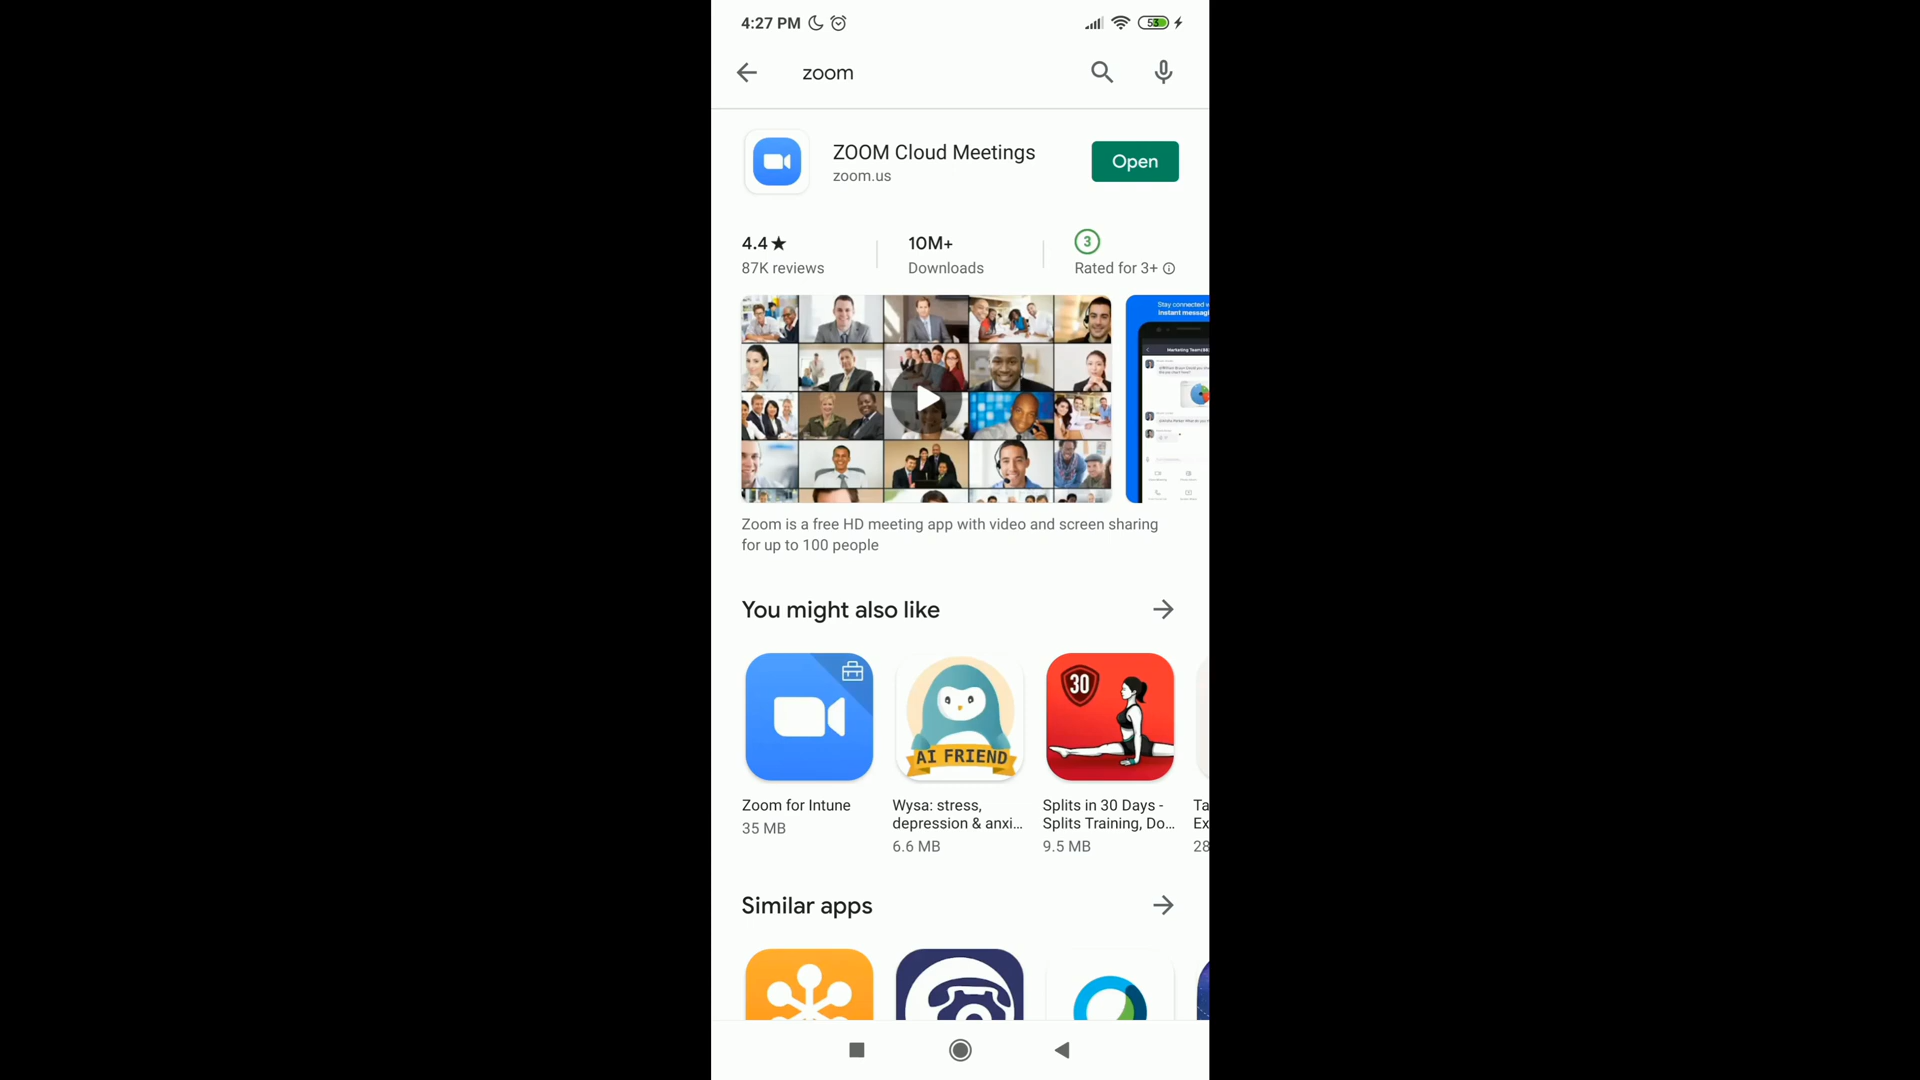 4:27 PM
53
zoom
ZOOM Cloud Meetings
zoom.us
Open
4.4★
87K reviews
10M+
Downloads
3
Rated for 3+
Stay connected w
instant messagi
Marketing Team(
Zoom is a free HD meeting app with video and screen sharing
for up to 100 people
You might also like
30
AI FRIEND
Zoom for Intune
35 MB
Wysa: stress,
depression & anxi...
6.6 MB
Splits in 30 Days -
Splits Training, Do...
9.5 MB
Ta
Ex
28
Similar apps